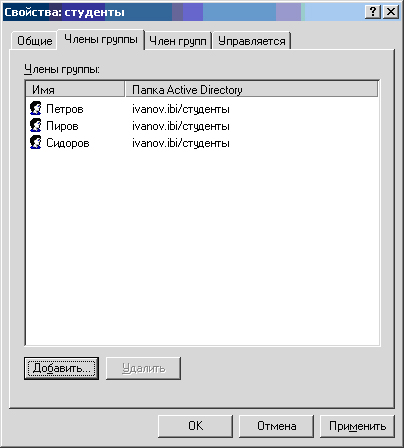 Свойства: студенты
Общие Члены группы Член групп Управляется
Члены группы:
Имя Папка Active Directory
Петров ivanov.ibi/студенты
Пиров ivanov.ibi/студенты
Сидоров ivanov.ibi/студенты
Добавить... Удалить
OK Отмена Применить